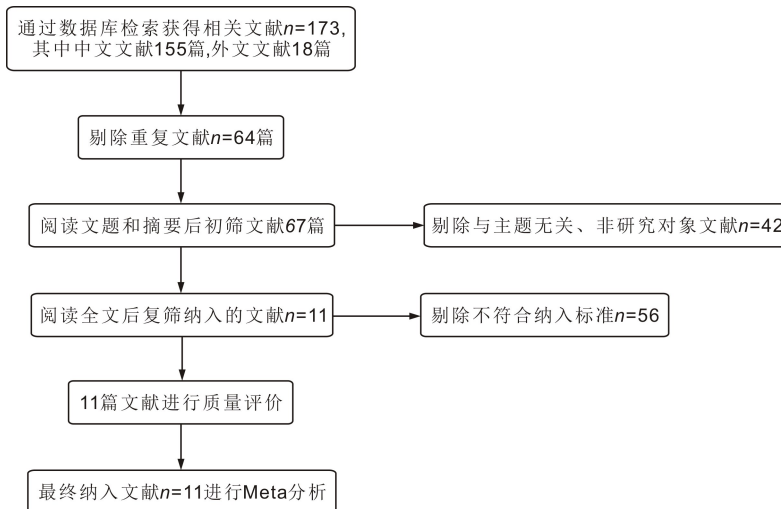 通过数据库检索获得相关文献n=173,
其中中文文献155篇,外文文献18篇
剔除重复文献n=64篇
阅读文题和摘要后初筛文献67篇
剔除与主题无关、非研究对象文献n=42
阅读全文后复筛纳入的文献n=11
剔除不符合纳入标准n=56
11篇文献进行质量评价
最终纳入文献n=11进行Meta分析